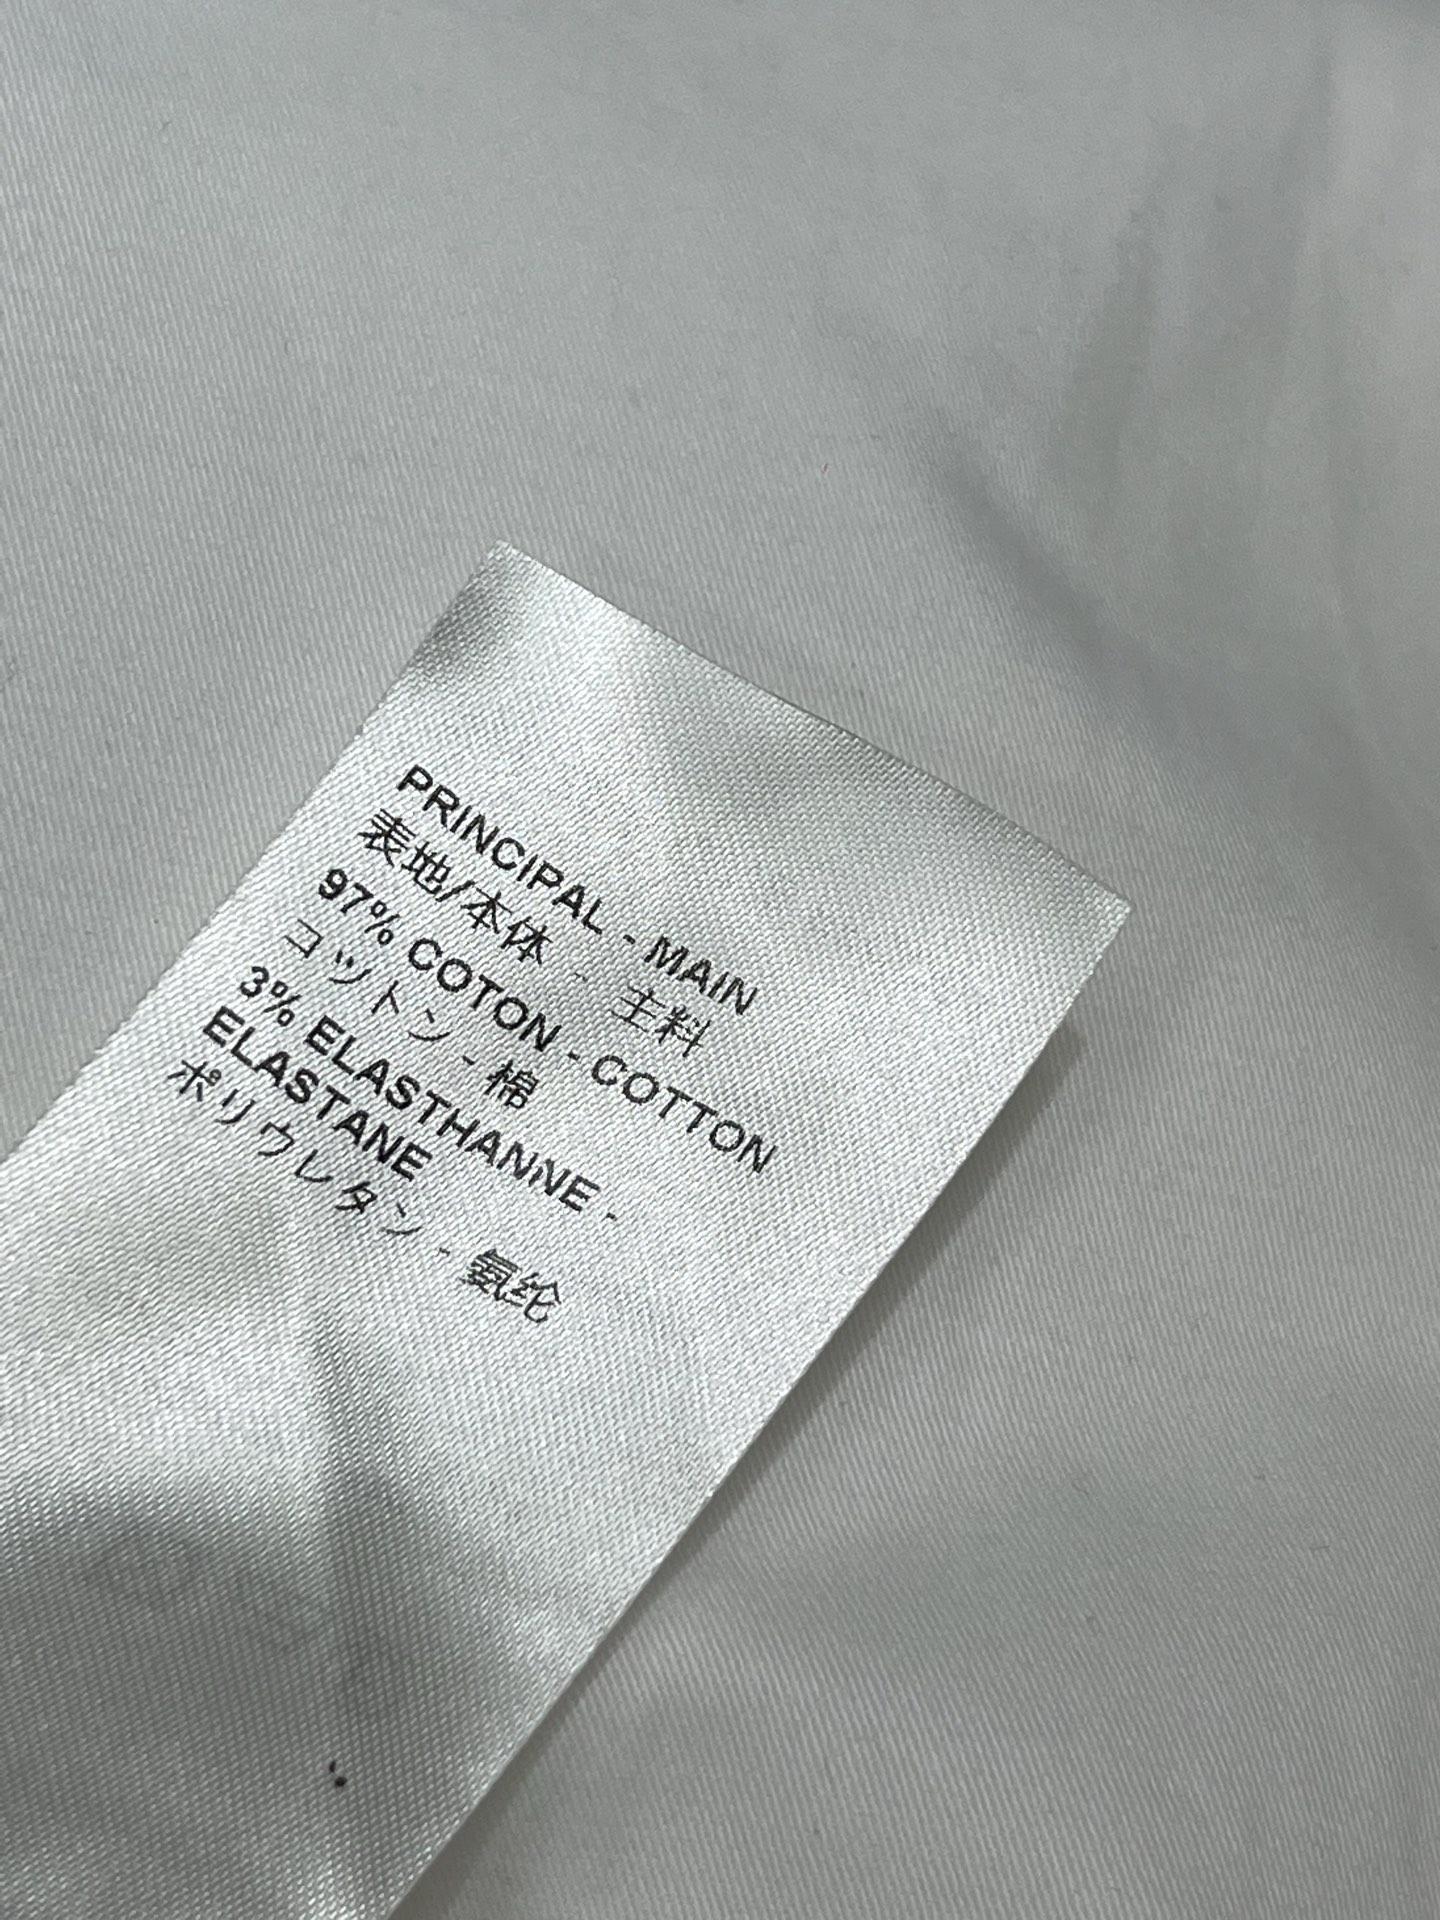 PRINCIPAL - MAIN
表地/本体 - 主料
97% COTON - COTTON
コットン - 棉
3% ELASTHANNE -
ELASTANE
ポリウレタン - 氨纶